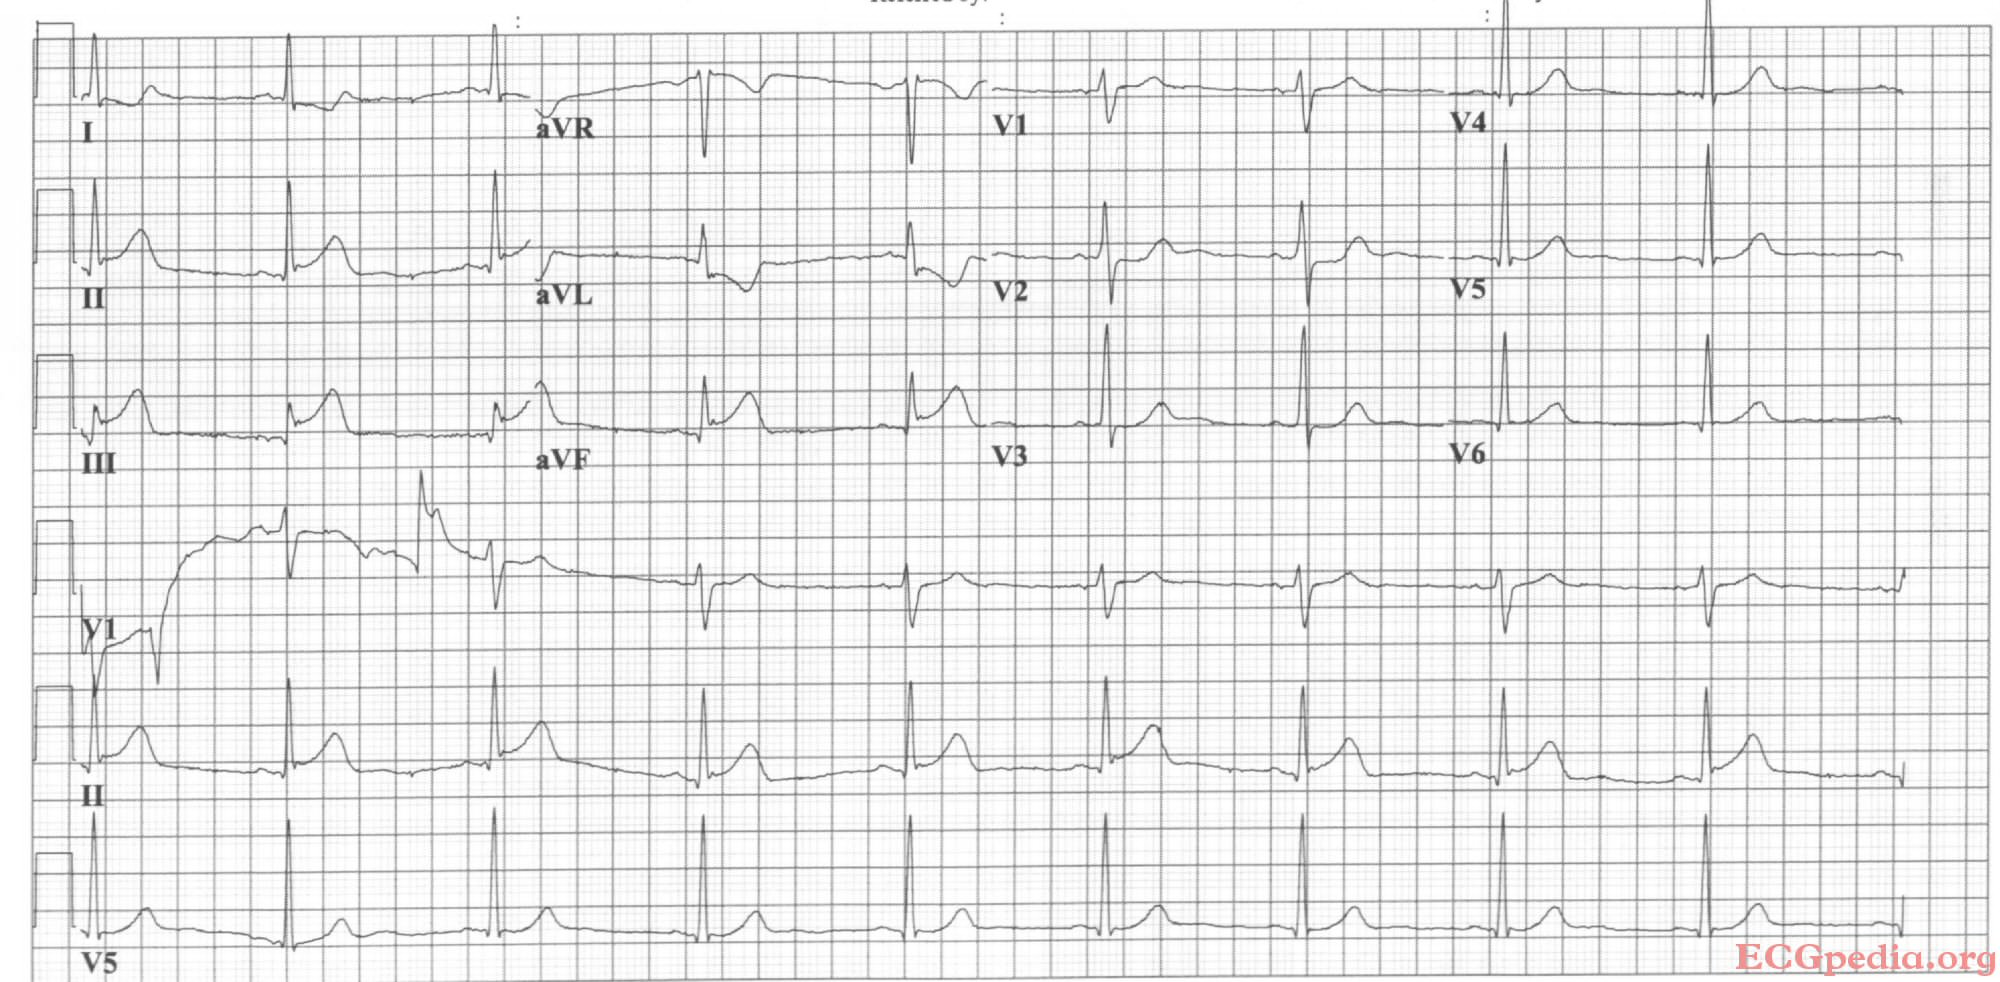 I aVR V1 V4
II aVL V2 V5
III aVF V3 V6
V1
II
V5
ECGpedia.org